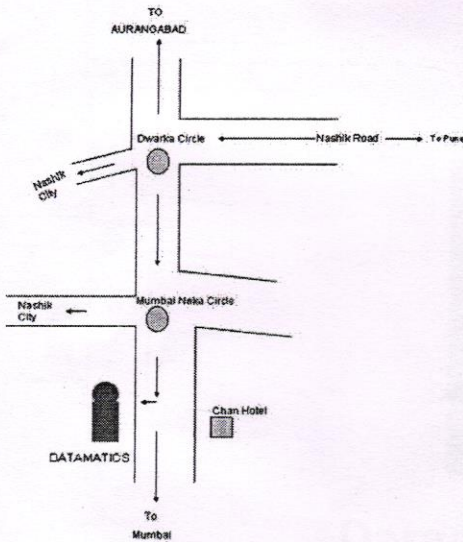 TO
AURANGABAD
Dwarka Circle
Nashik Road
To Pune
Nashik
City
Mumbai Naka Circle
Nashik
City
Chan Hotel
DATAMATICS
To
Mumbai